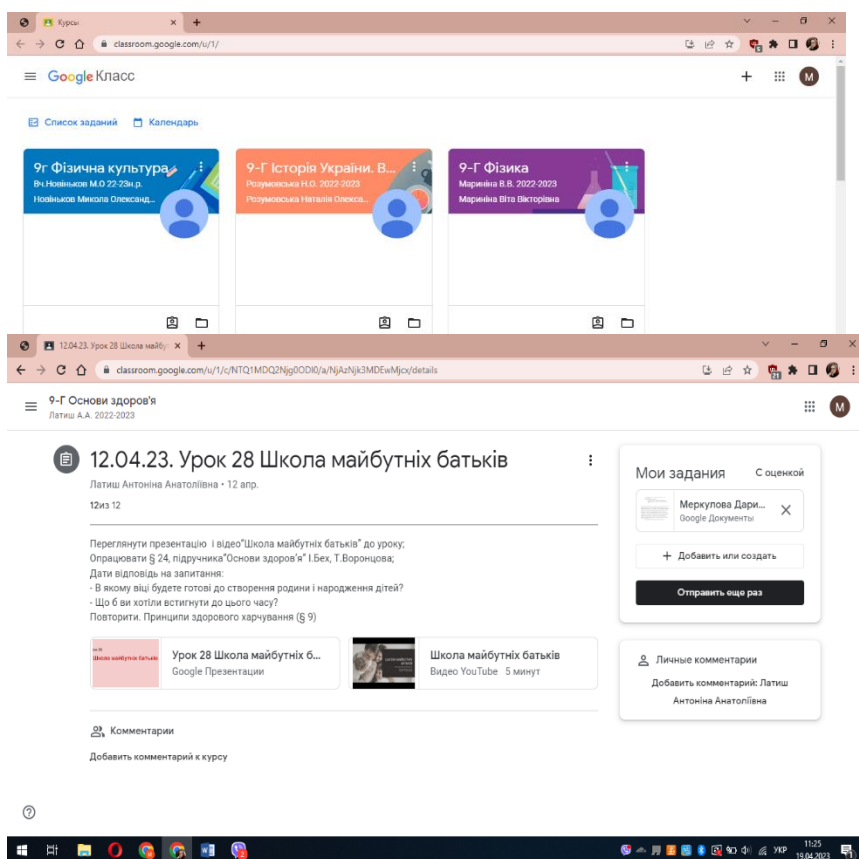 Курсы
classroom.google.com/u/1/
Google Класс
М
Список заданий
Календарь
9г Фізична культура
Вч.Новіньков М.О 22-23н.р.
Новіньков Микола Олександ...
9-Г Історія України. В...
Розумовська Н.О. 2022-2023
Розумовська Наталія Олекса...
9-Г Фізика
Мариніна В.В. 2022-2023
Мариніна Віта Вікторівна
12.04.23. Урок 28 Школа майбу
classroom.google.com/u/1/c/NTQ1MDQ2Njg0ODI0/a/NjAzNjk3MDEwMjcx/details
21
9-Г Основи здоров'я
Латиш А.А. 2022-2023
М
12.04.23. Урок 28 Школа майбутніх батьків
Латиш Антоніна Анатоліївна • 12 апр.
12из 12
Переглянути презентацію і відео"Школа майбутніх батьків" до уроку;
Опрацювати § 24, підручника"Основи здоров'я" І.Бех, Т.Воронцова;
Дати відповідь на запитання:
- В якому віці будете готові до створення родини і народження дітей?
- Що б ви хотіли встигнути до цього часу?
Повторити. Принципи здорового харчування (§ 9)
Школа майбутніх батьків
Урок 28 Школа майбутніх б...
Google Презентации
Школа майбутніх батьків
Видео YouTube 5 минут
Комментарии
Добавить комментарий к курсу
Мои задания
С оценкой
Меркулова Дари...
Google Документы
+ Добавить или создать
Отправить еще раз
Личные комментарии
Добавить комментарий: Латиш
Антоніна Анатоліївна
УКР
11:25
19.04.2023